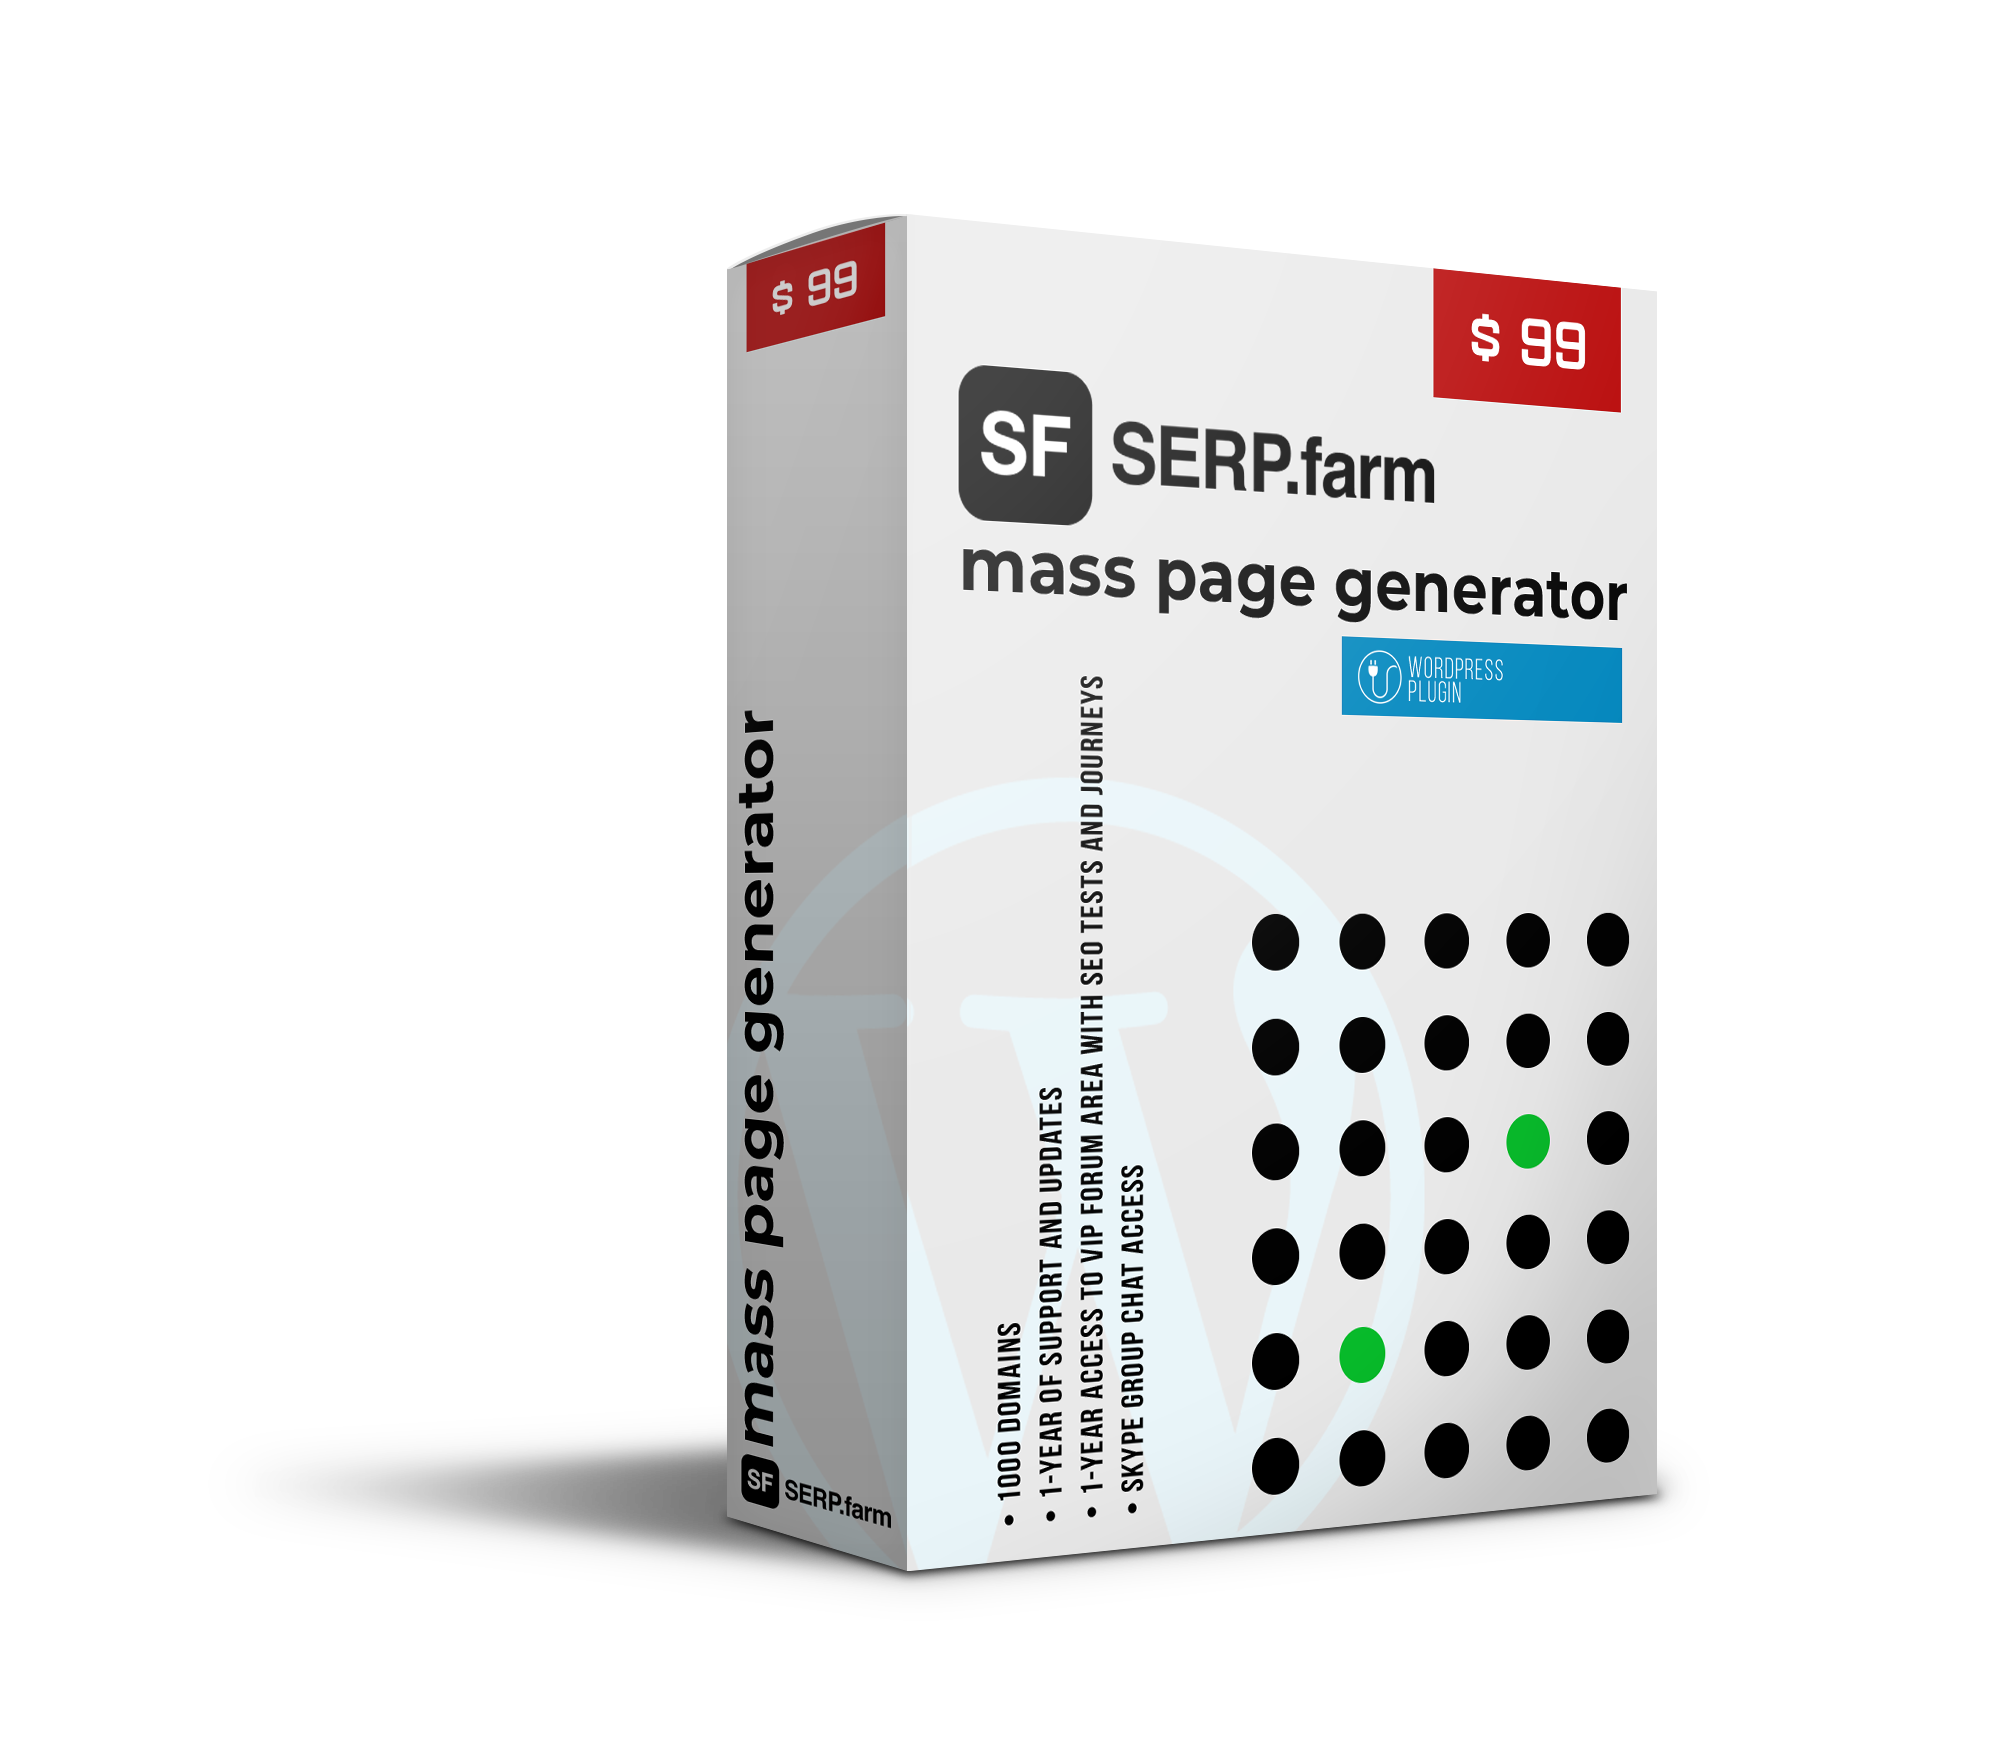 $ 99
SF SERP.farm
mass page generator
WORDPRESS
PLUGIN
• 1000 DOMAINS
• 1-YEAR OF SUPPORT AND UPDATES
• 1-YEAR ACCESS TO VIP FORUM AREA WITH SEO TESTS AND JOURNEYS
• SKYPE GROUP CHAT ACCESS
$ 99
mass page generator
SF SERP.farm